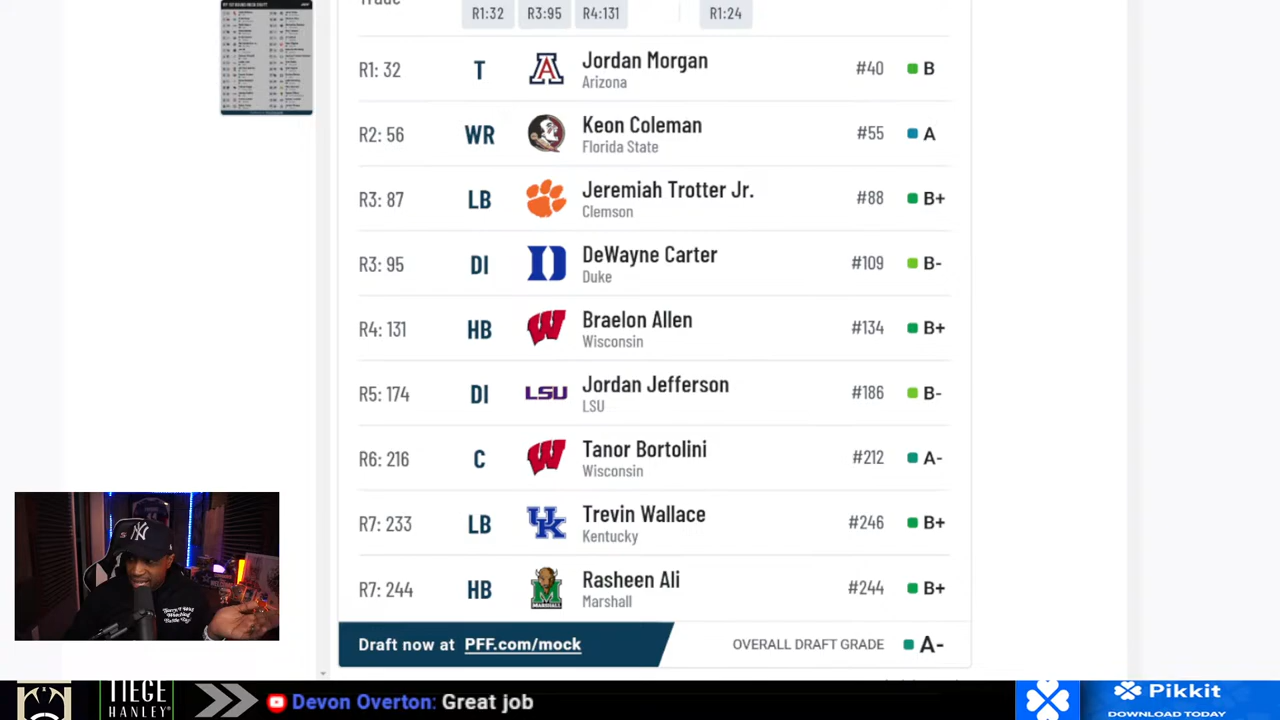 R1:32 R3:95 R4:131 R1:24
R1: 32 T Jordan Morgan #40 B
Arizona
R2: 56 WR Keon Coleman #55 A
Florida State
R3: 87 LB Jeremiah Trotter Jr. #88 B+
Clemson
R3: 95 DI DeWayne Carter #109 B-
Duke
R4: 131 HB Braelon Allen #134 B+
Wisconsin
R5: 174 DI LSU Jordan Jefferson #186 B-
LSU
R6: 216 C Tanor Bortolini #212 A-
Wisconsin
R7: 233 LB Trevin Wallace #246 B+
Kentucky
R7: 244 HB MARSHALL Rasheen Ali #244 B+
Marshall
Draft now at PFF.com/mock OVERALL DRAFT GRADE A-
TIEGE HANLEY Devon Overton: Great job Pikkit
DOWNLOAD TODAY